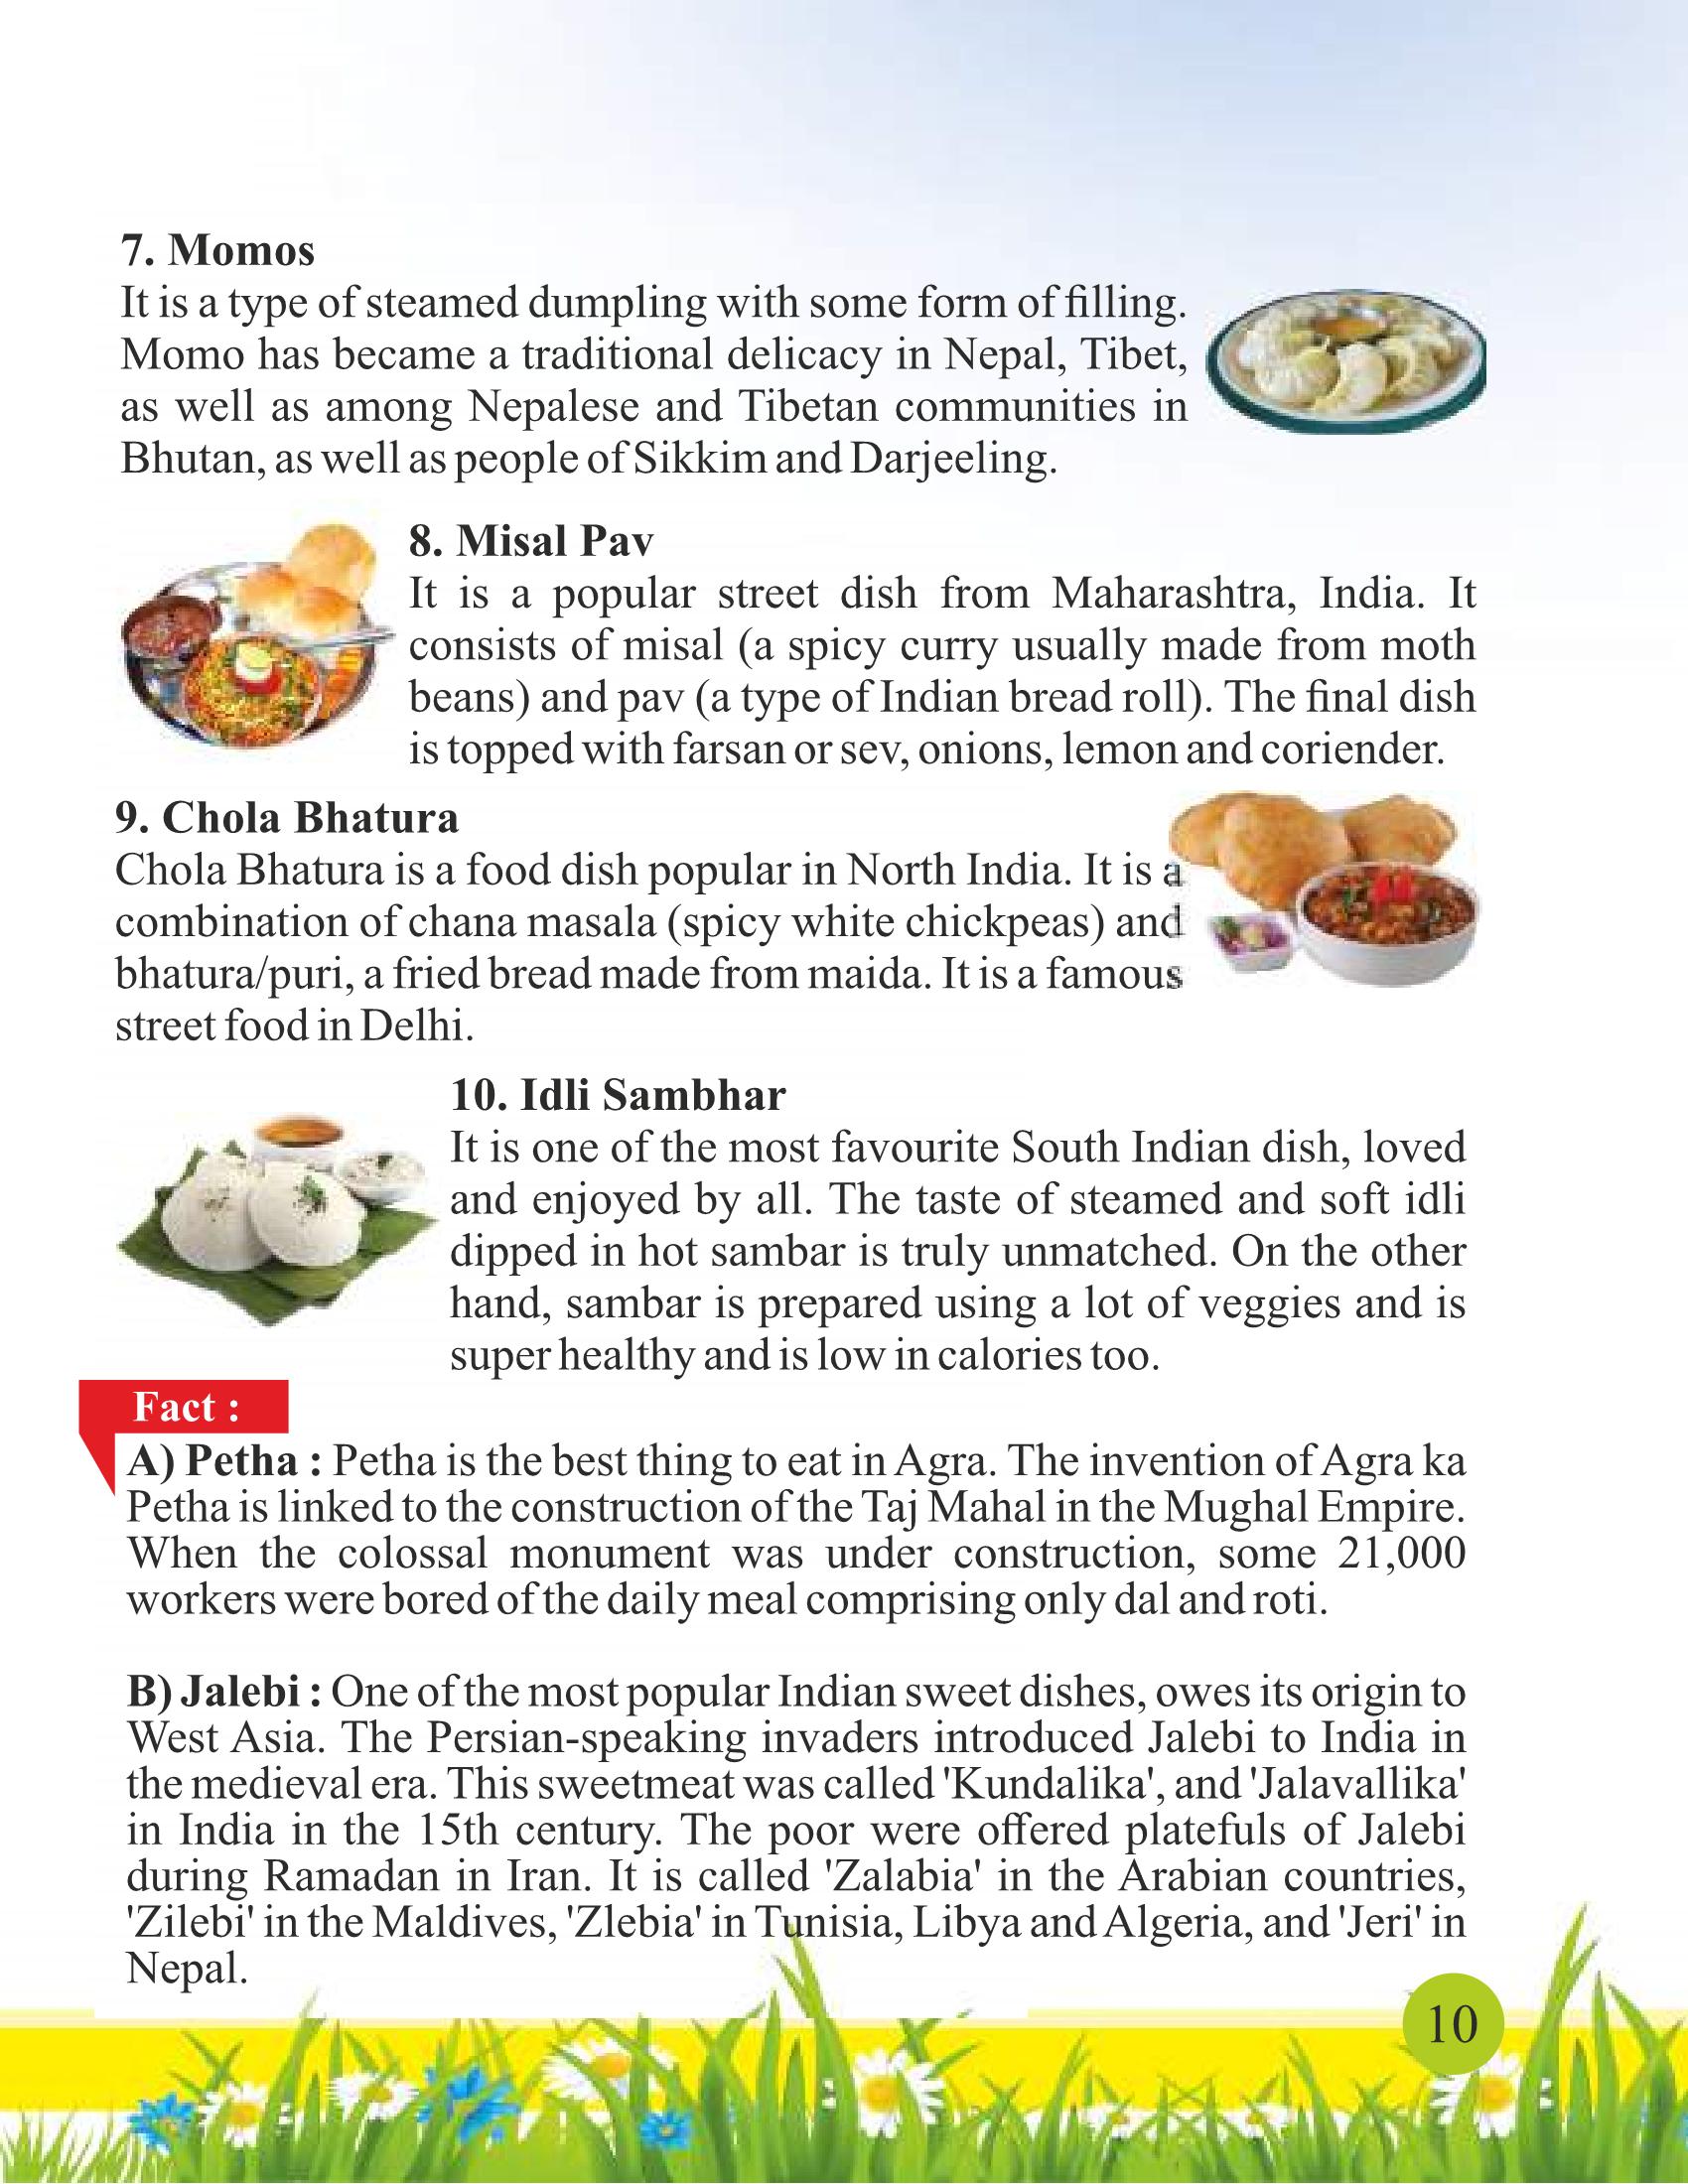 7. Momos
It is a type of steamed dumpling with some form of filling.
Momo has became a traditional delicacy in Nepal, Tibet,
as well as among Nepalese and Tibetan communities in
Bhutan, as well as people of Sikkim and Darjeeling.
8. Misal Pav
It is a popular street dish from Maharashtra, India. It
consists of misal (a spicy curry usually made from moth
beans) and pav (a type of Indian bread roll). The final dish
is topped with farsan or sev, onions, lemon and coriender.
9. Chola Bhatura
Chola Bhatura is a food dish popular in North India. It is a
combination of chana masala (spicy white chickpeas) and
bhatura/puri, a fried bread made from maida. It is a famous
street food in Delhi.
10. Idli Sambhar
It is one of the most favourite South Indian dish, loved
and enjoyed by all. The taste of steamed and soft idli
dipped in hot sambar is truly unmatched. On the other
hand, sambar is prepared using a lot of veggies and is
super healthy and is low in calories too.
Fact :
A) Petha : Petha is the best thing to eat in Agra. The invention of Agra ka
Petha is linked to the construction of the Taj Mahal in the Mughal Empire.
When the colossal monument was under construction, some 21,000
workers were bored of the daily meal comprising only dal and roti.
B) Jalebi : One of the most popular Indian sweet dishes, owes its origin to
West Asia. The Persian-speaking invaders introduced Jalebi to India in
the medieval era. This sweetmeat was called 'Kundalika', and 'Jalavallika'
in India in the 15th century. The poor were offered platefuls of Jalebi
during Ramadan in Iran. It is called 'Zalabia' in the Arabian countries,
'Zilebi' in the Maldives, 'Zlebia' in Tunisia, Libya and Algeria, and 'Jeri' in
Nepal.
10